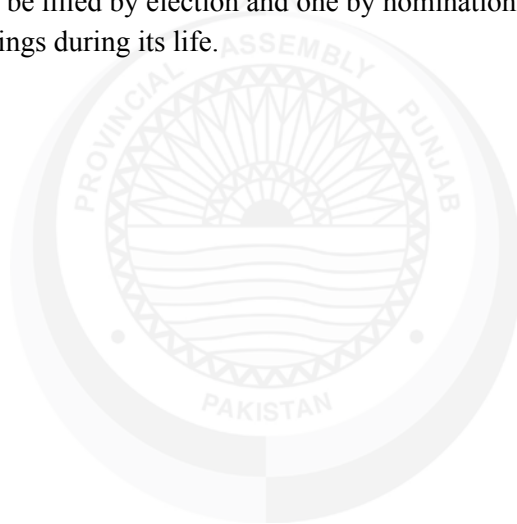 be filled by election and one by nomination
ings during its life.
PROVINCIAL ASSEMBLY PUNJAB
PAKISTAN